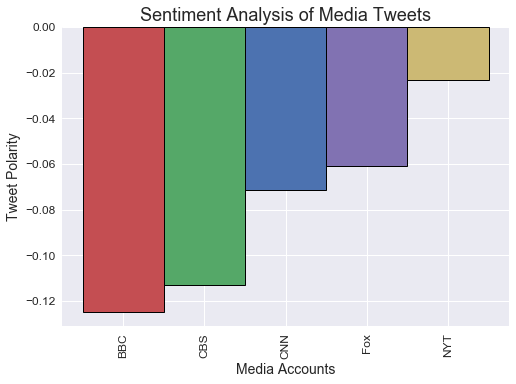 Sentiment Analysis of Media Tweets
0.00
−0.02
−0.04
−0.06
−0.08
−0.10
−0.12
Tweet Polarity
BBC
CBS
CNN
Fox
NYT
Media Accounts